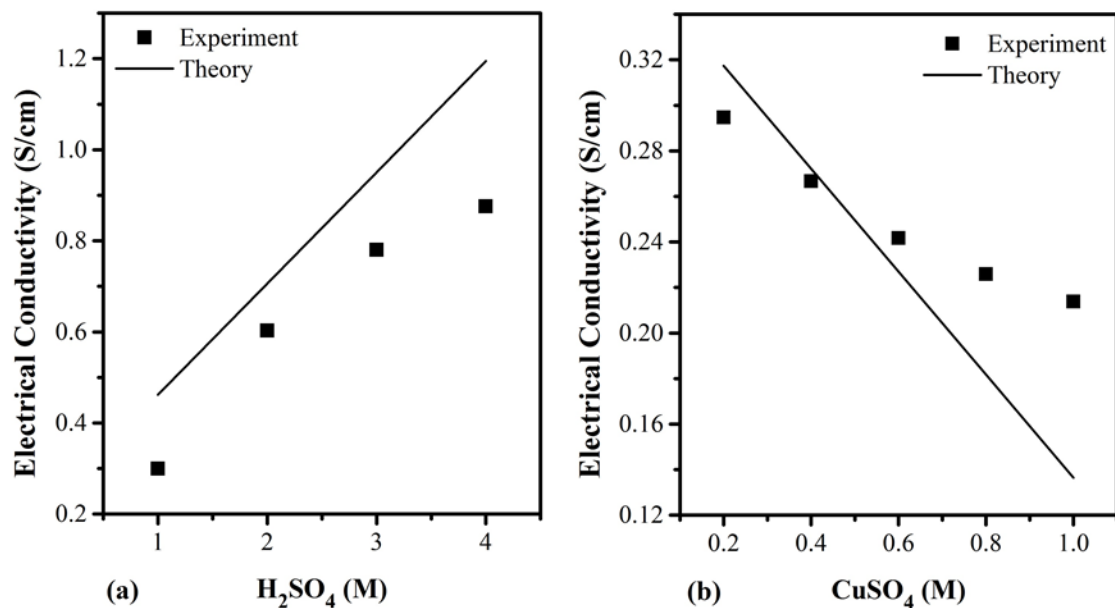 Experiment
Theory
Electrical Conductivity (S/cm)
1.2
1.0
0.8
0.6
0.4
0.2
1 2 3 4
(a) H₂SO₄ (M)
Experiment
Theory
Electrical Conductivity (S/cm)
0.32
0.28
0.24
0.20
0.16
0.12
0.2 0.4 0.6 0.8 1.0
(b) CuSO₄ (M)